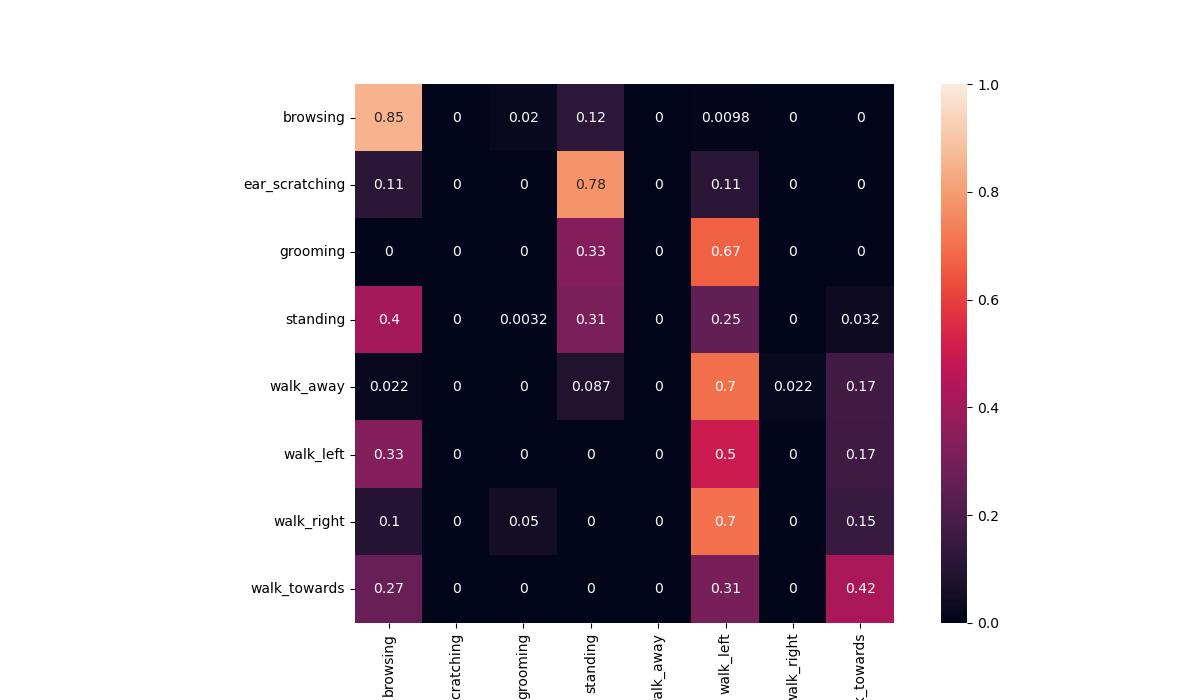 browsing 0.85 0 0.02 0.12 0 0.0098 0 0 1.0
ear_scratching 0.11 0 0 0.78 0 0.11 0 0 0.8
grooming 0 0 0 0.33 0 0.67 0 0
standing 0.4 0 0.0032 0.31 0 0.25 0 0.032 0.6
walk_away 0.022 0 0 0.087 0 0.7 0.022 0.17 0.4
walk_left 0.33 0 0 0 0 0.5 0 0.17
walk_right 0.1 0 0.05 0 0 0.7 0 0.15 0.2
walk_towards 0.27 0 0 0 0 0.31 0 0.42 0.0
browsing
cratching
grooming
standing
alk_away
walk_left
walk_right
k_towards